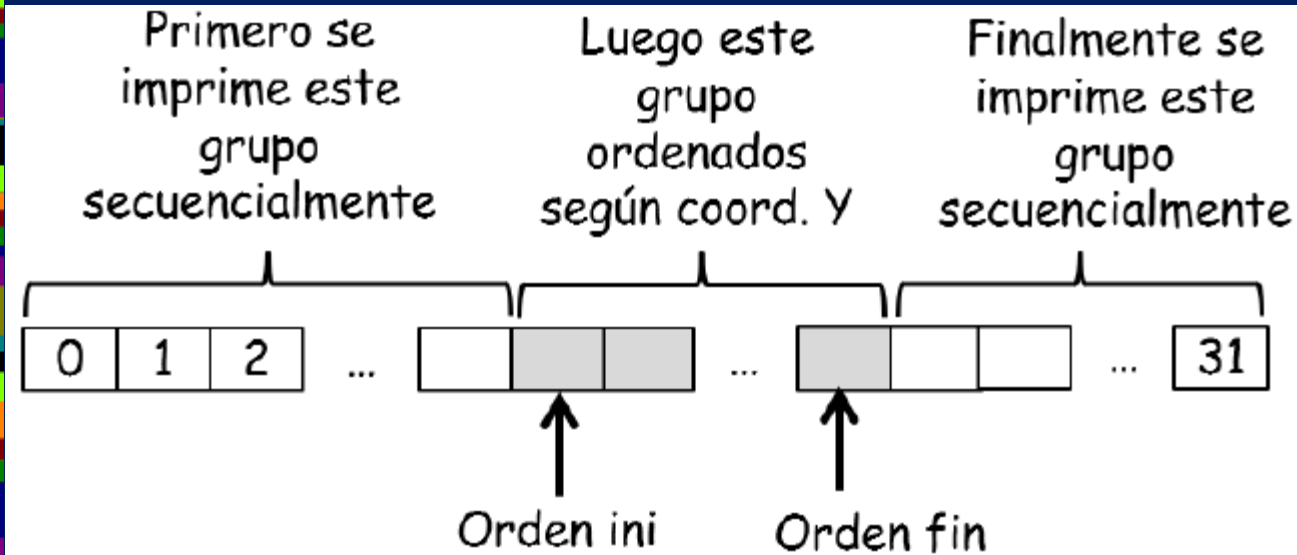 Primero se
imprime este
grupo
secuencialmente
Luego este
grupo
ordenados
según coord. Y
Finalmente se
imprime este
grupo
secuencialmente
0 1 2 ... ... ... 31
Orden ini
Orden fin